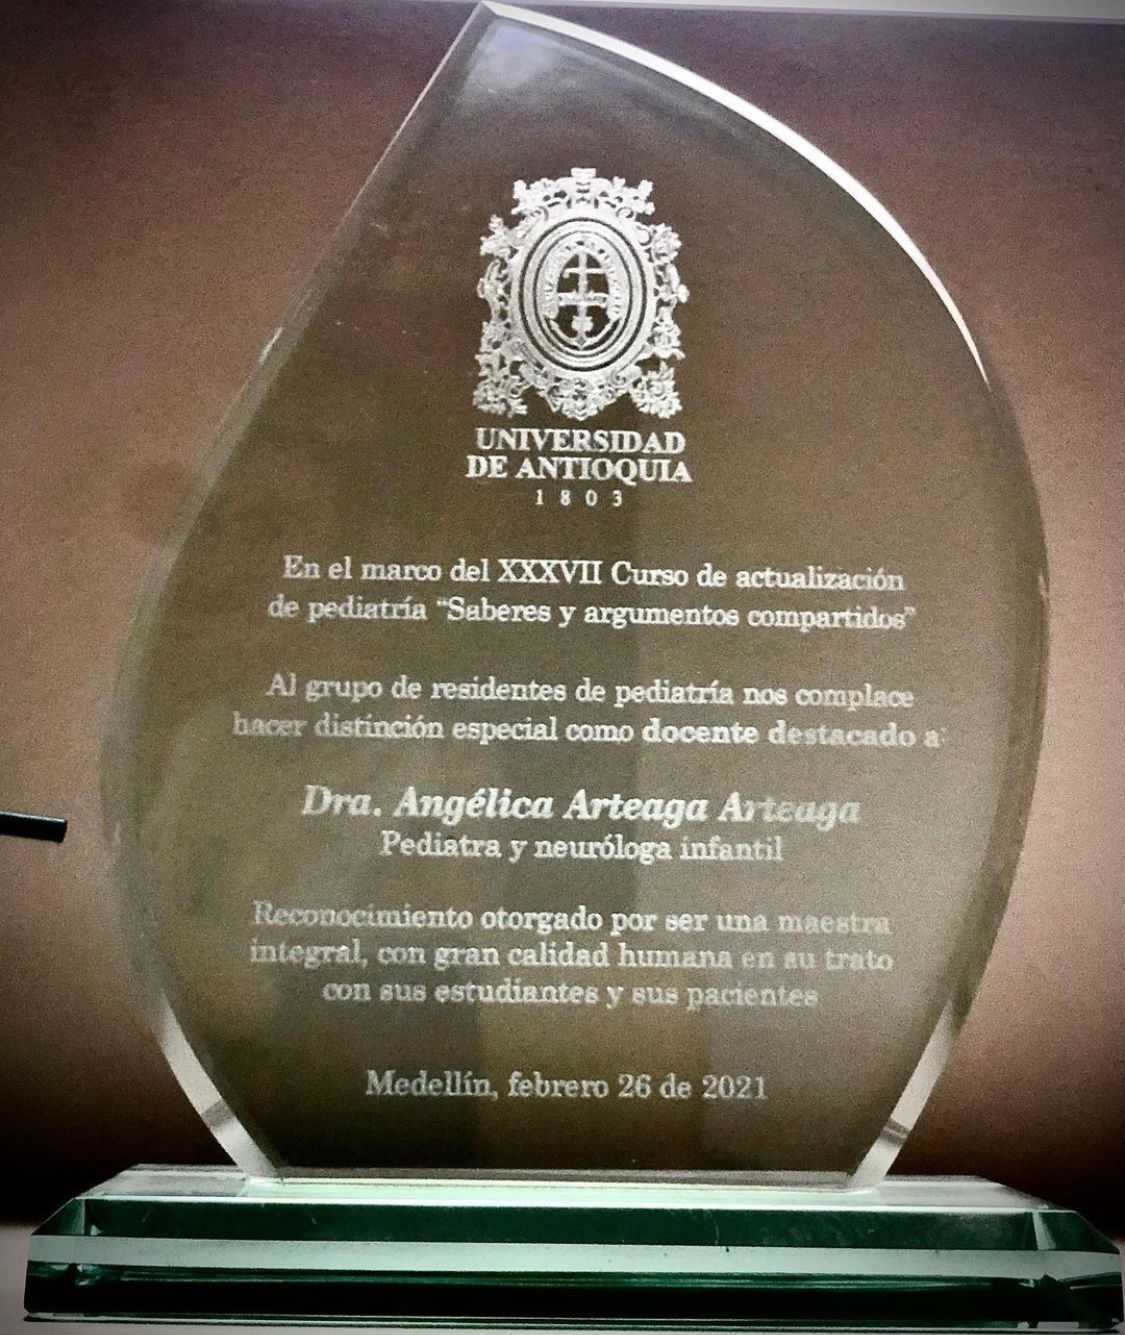 UNIVERSIDAD
DE ANTIOQUIA
1803
En el marco del XXXVII Curso de actualización
de pediatría "Saberes y argumentos compartidos"
Al grupo de residentes de pediatría nos complace
hacer distinción especial como docente destacado a:
Dra. Angélica Arteaga Arteaga
Pediatra y neuróloga infantil
Reconocimiento otorgado por ser una maestra
integral, con gran calidad humana en su trato
con sus estudiantes y sus pacientes
Medellín, febrero 26 de 2021